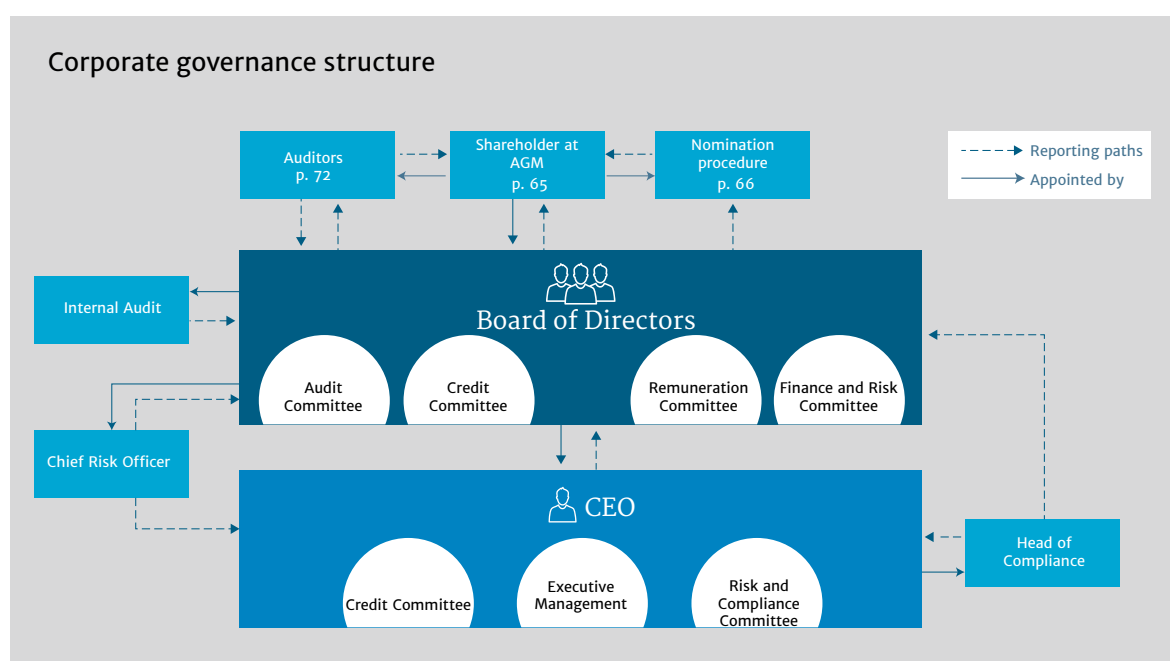 Corporate governance structure
Auditors
p. 72
Shareholder at
AGM
p. 65
Nomination
procedure
p. 66
Reporting paths
Appointed by
Internal Audit
Board of Directors
Audit
Committee
Credit
Committee
Remuneration
Committee
Finance and Risk
Committee
Chief Risk Officer
CEO
Head of
Compliance
Credit Committee
Executive
Management
Risk and
Compliance
Committee